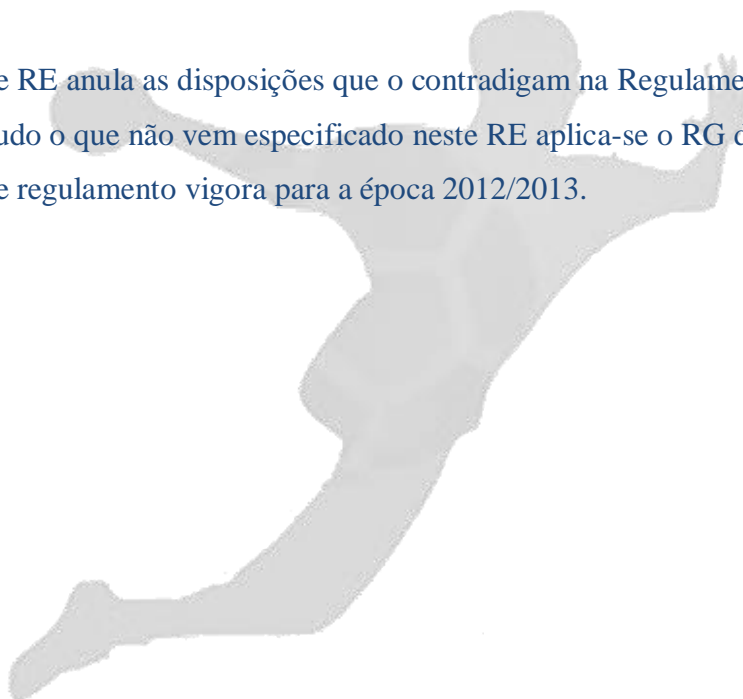 e RE anula as disposições que o contradigam na Regulame
udo o que não vem especificado neste RE aplica-se o RG d
e regulamento vigora para a época 2012/2013.